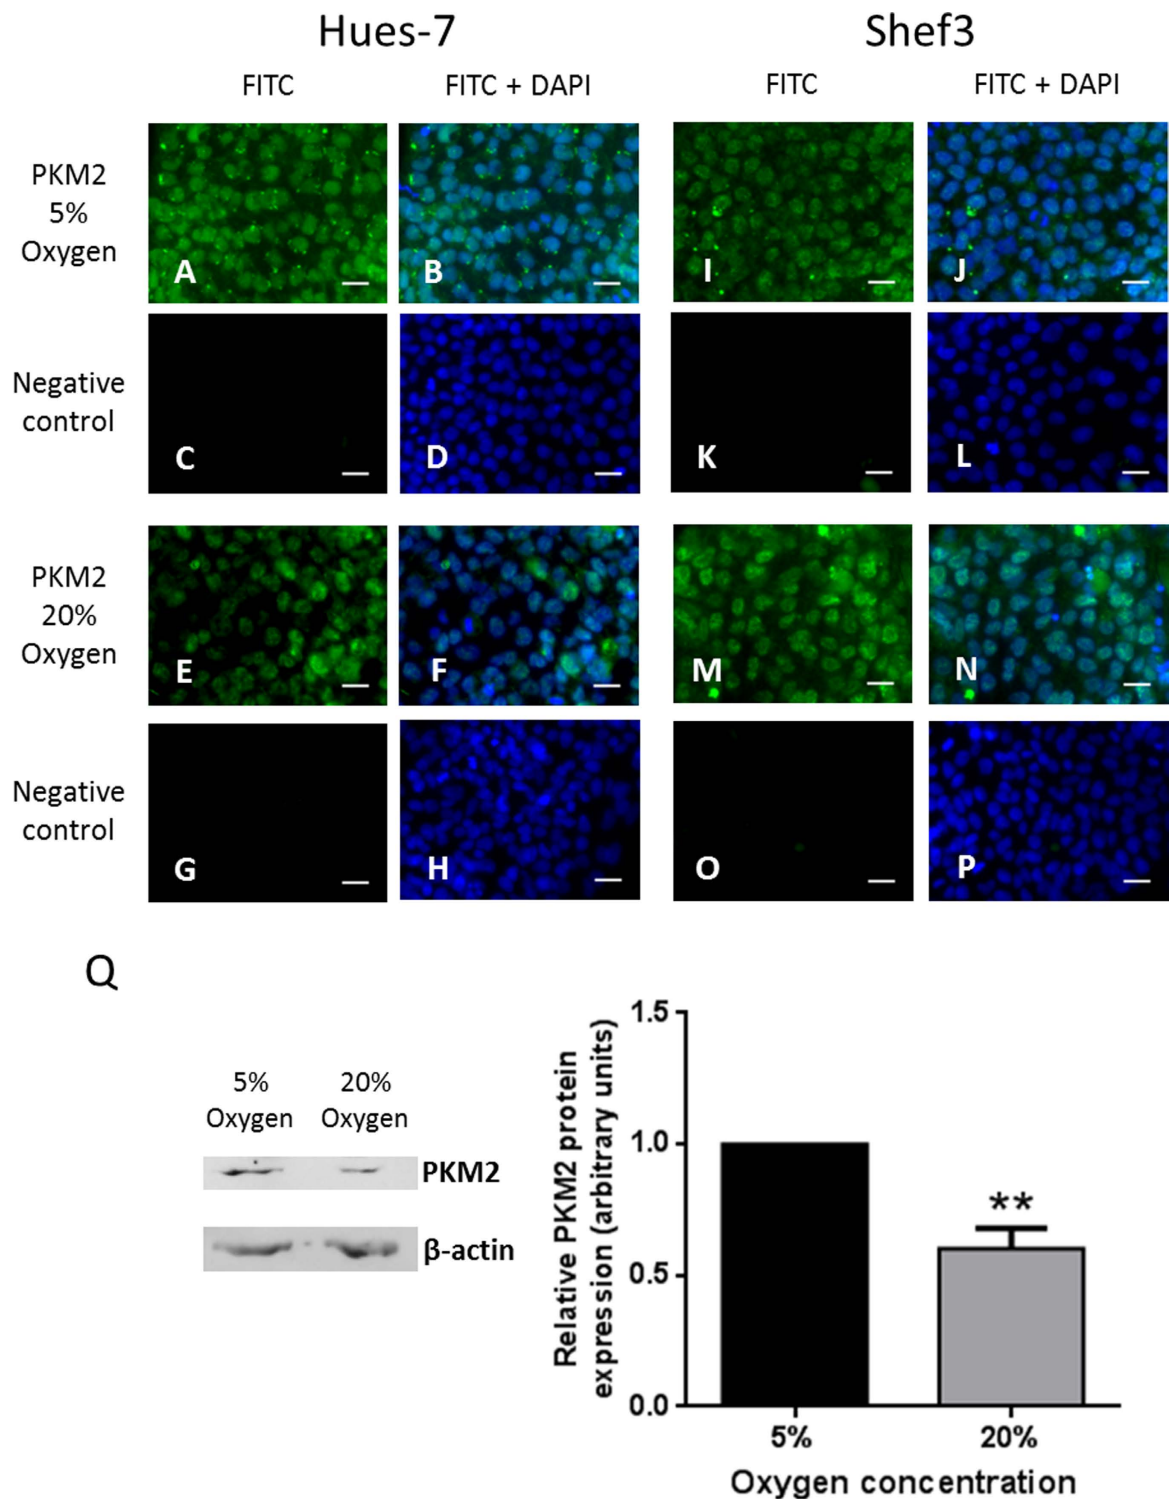 Hues-7
Shef3
FITC
FITC + DAPI
FITC
FITC + DAPI
PKM2
5%
Oxygen
A
B
I
J
Negative
control
C
D
K
L
PKM2
20%
Oxygen
E
F
M
N
Negative
control
G
H
O
P
Q
5%
Oxygen
20%
Oxygen
PKM2
β-actin
Relative PKM2 protein
expression (arbitrary units)
1.5
1.0
0.5
0.0
**
5%
20%
Oxygen concentration